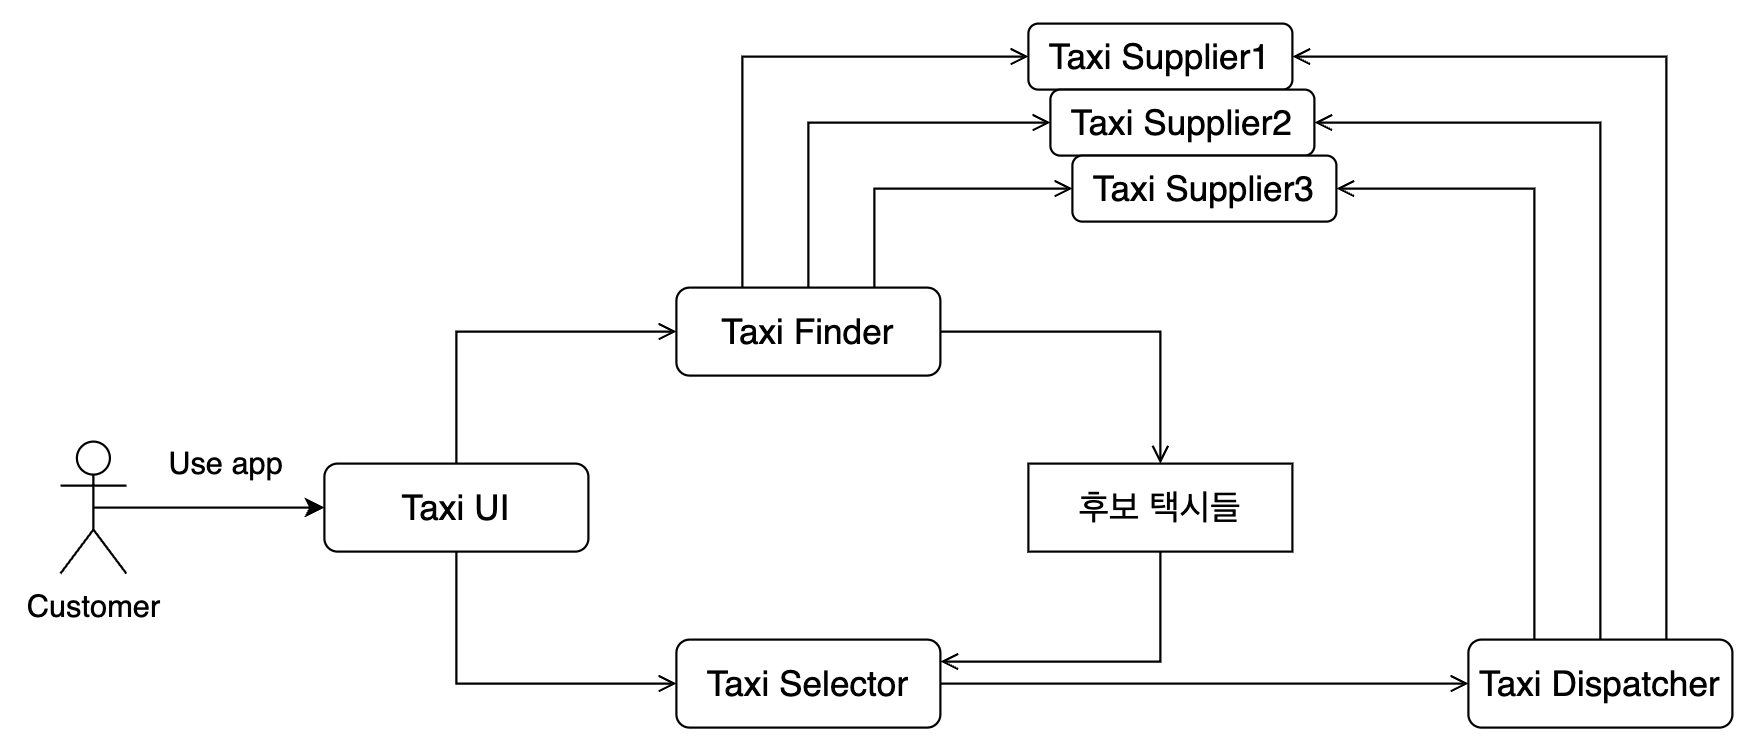 Taxi Supplier1
Taxi Supplier2
Taxi Supplier3
Taxi Finder
Use app
Taxi UI
후보 택시들
Customer
Taxi Selector
Taxi Dispatcher